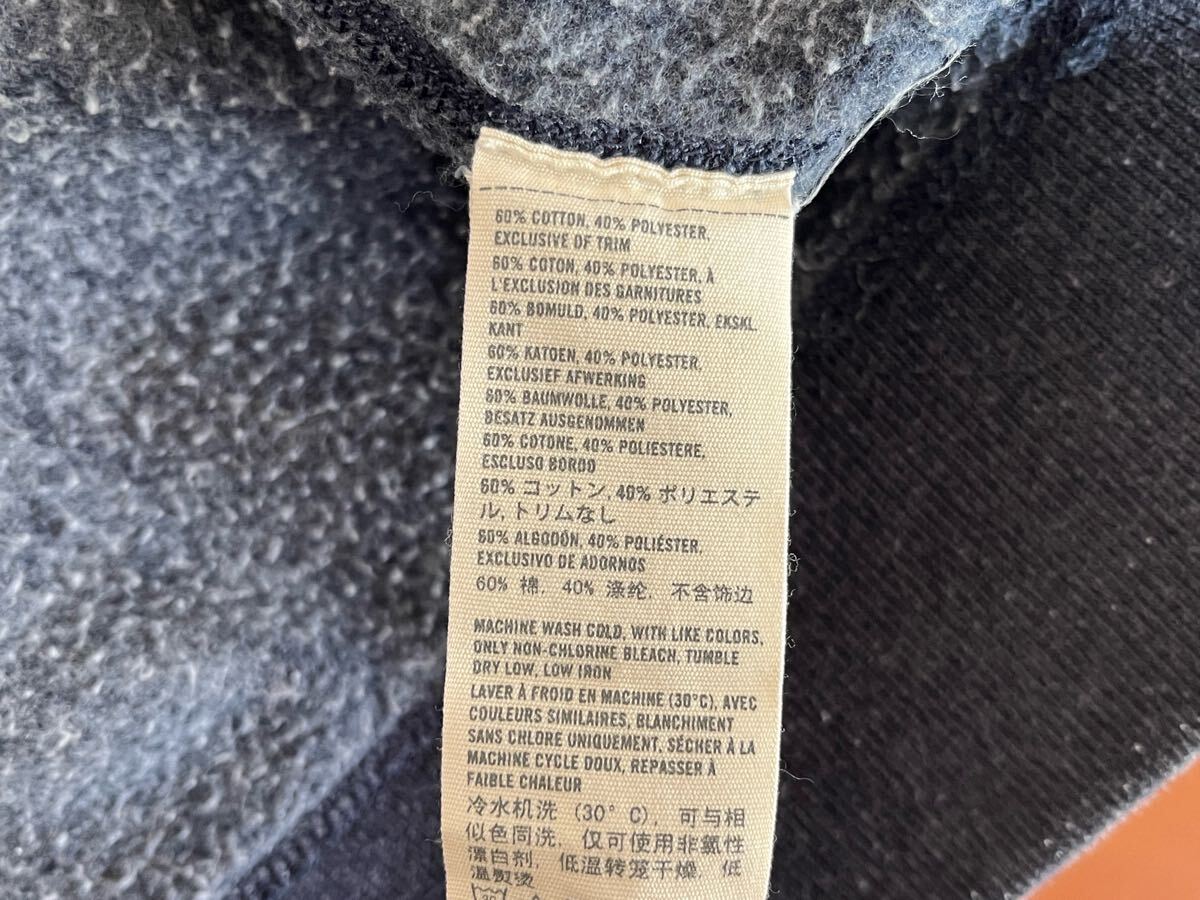 60% COTTON, 40% POLYESTER,
EXCLUSIVE OF TRIM
60% COTON, 40% POLYESTER, À
L'EXCLUSION DES GARNITURES
60% BOMULD, 40% POLYESTER, EKSKL.
KANT
60% KATOEN, 40% POLYESTER,
EXCLUSIEF AFWERKING
60% BAUMWOLLE, 40% POLYESTER,
BESATZ AUSGENOMMEN
60% COTONE, 40% POLIESTERE,
ESCLUSO BORDO
60% コットン, 40% ポリエステ
ル, トリムなし
60% ALGODÓN, 40% POLIÉSTER,
EXCLUSIVO DE ADORNOS
60% 棉, 40% 涤纶, 不含饰边
MACHINE WASH COLD, WITH LIKE COLORS,
ONLY NON-CHLORINE BLEACH, TUMBLE
DRY LOW, LOW IRON
LAVER À FROID EN MACHINE (30°C), AVEC
COULEURS SIMILAIRES, BLANCHIMENT
SANS CHLORE UNIQUEMENT, SÉCHER À LA
MACHINE CYCLE DOUX, REPASSER À
FAIBLE CHALEUR
冷水机洗 (30° C), 可与相
似色同洗, 仅可使用非氯性
漂白剂, 低温转笼干燥, 低
温熨烫
30